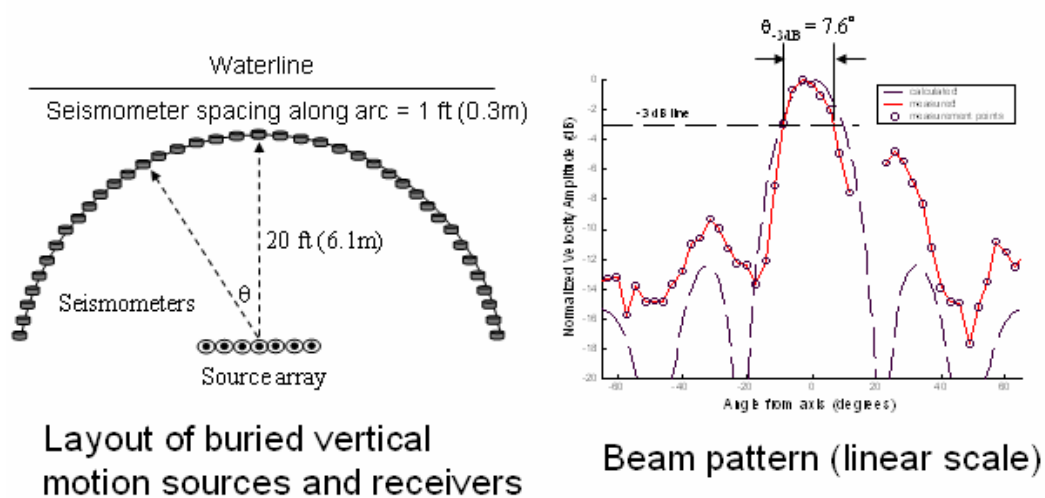 Waterline
Seismometer spacing along arc = 1 ft (0.3m)
20 ft (6.1m)
Seismometers
θ
Source array
Layout of buried vertical
motion sources and receivers
θ-3dB = 7.6°
Normalized Velocity Amplitude (dB)
0
-2
-4
-6
-8
-10
-12
-14
-16
-18
-20
-3 dB line
calculated
measured
measurement points
-60
-40
-20
0
20
40
60
Angle from axis (degrees)
Beam pattern (linear scale)